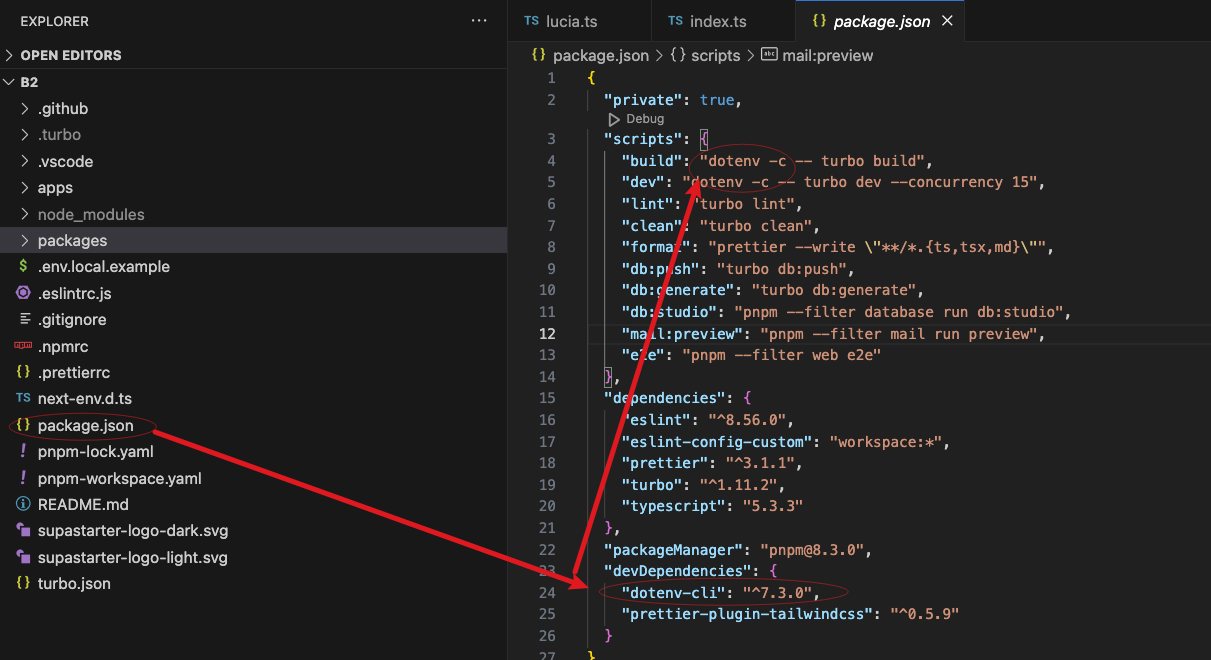 EXPLORER
OPEN EDITORS
B2
.github
.turbo
.vscode
apps
node_modules
packages
$ .env.local.example
.eslintrc.js
.gitignore
npm .npmrc
{} .prettierrc
TS next-env.d.ts
{} package.json
! pnpm-lock.yaml
! pnpm-workspace.yaml
README.md
supastarter-logo-dark.svg
supastarter-logo-light.svg
{} turbo.json
TS lucia.ts TS index.ts {} package.json
{} package.json > {} scripts > abc mail:preview
1 {
2 "private": true,
Debug
3 "scripts": {
4 "build": "dotenv -c -- turbo build",
5 "dev": "dotenv -c -- turbo dev --concurrency 15",
6 "lint": "turbo lint",
7 "clean": "turbo clean",
8 "format": "prettier --write \"**/*.{ts,tsx,md}\"",
9 "db:push": "turbo db:push",
10 "db:generate": "turbo db:generate",
11 "db:studio": "pnpm --filter database run db:studio",
12 "mail:preview": "pnpm --filter mail run preview",
13 "e2e": "pnpm --filter web e2e"
14 },
15 "dependencies": {
16 "eslint": "^8.56.0",
17 "eslint-config-custom": "workspace:*",
18 "prettier": "^3.1.1",
19 "turbo": "^1.11.2",
20 "typescript": "5.3.3"
21 },
22 "packageManager": "pnpm@8.3.0",
23 "devDependencies": {
24 "dotenv-cli": "^7.3.0",
25 "prettier-plugin-tailwindcss": "^0.5.9"
26 }
27 }